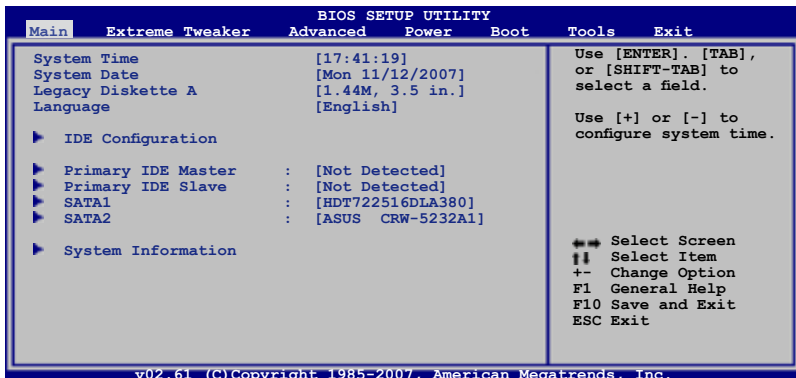 BIOS SETUP UTILITY
Main Extreme Tweaker Advanced Power Boot Tools Exit
System Time [17:41:19]
System Date [Mon 11/12/2007]
Legacy Diskette A [1.44M, 3.5 in.]
Language [English]
IDE Configuration
Primary IDE Master : [Not Detected]
Primary IDE Slave : [Not Detected]
SATA1 : [HDT722516DLA380]
SATA2 : [ASUS CRW-5232A1]
System Information
Use [ENTER]. [TAB],
or [SHIFT-TAB] to
select a field.
Use [+] or [-] to
configure system time.
Select Screen
Select Item
+- Change Option
F1 General Help
F10 Save and Exit
ESC Exit
v02.61 (C)Copyright 1985-2007, American Megatrends, Inc.